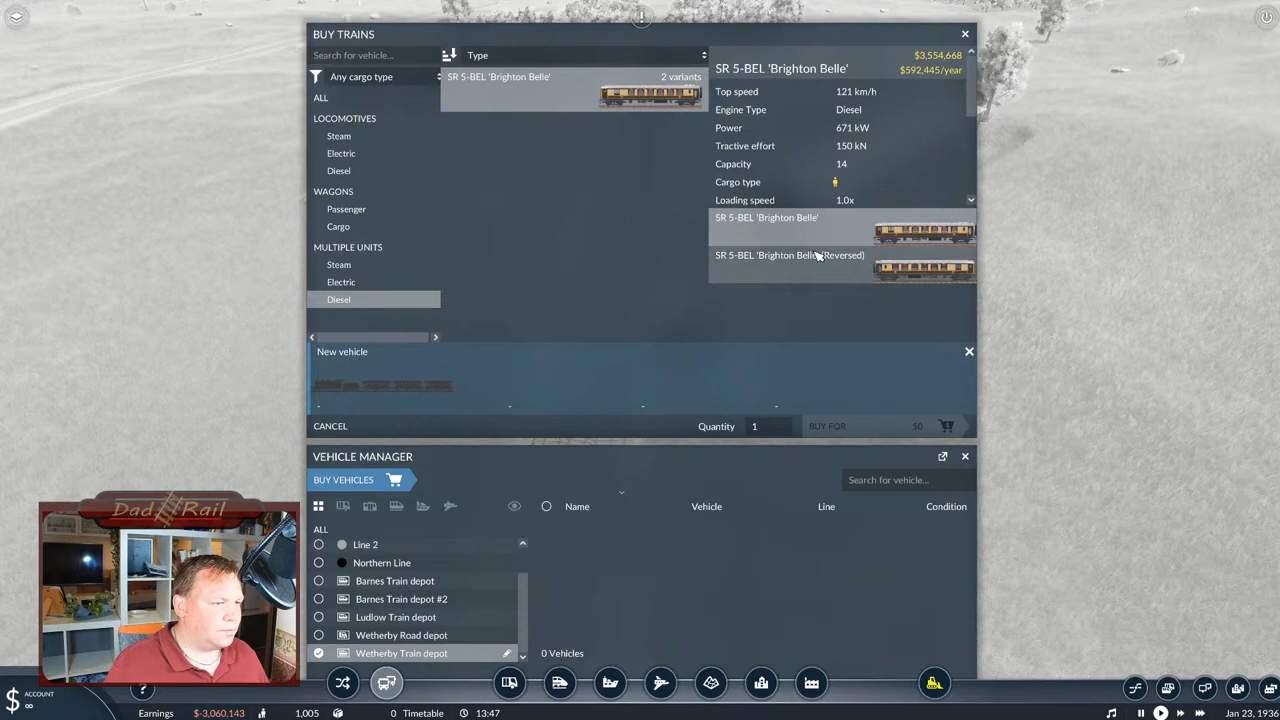 BUY TRAINS
Search for vehicle...
Type
Any cargo type
ALL
LOCOMOTIVES
Steam
Electric
Diesel
WAGONS
Passenger
Cargo
MULTIPLE UNITS
Steam
Electric
Diesel
SR 5-BEL 'Brighton Belle' 2 variants
$3,554,668
SR 5-BEL 'Brighton Belle'
$592,445/year
Top speed 121 km/h
Engine Type Diesel
Power 671 kW
Tractive effort 150 kN
Capacity 14
Cargo type
Loading speed 1.0x
SR 5-BEL 'Brighton Belle'
SR 5-BEL 'Brighton Belle' (Reversed)
New vehicle
- - - -
CANCEL
Quantity 1
BUY FOR $0
VEHICLE MANAGER
BUY VEHICLES
Search for vehicle...
Name Vehicle Line Condition
ALL
Line 2
Northern Line
Barnes Train depot
Barnes Train depot #2
Ludlow Train depot
Wetherby Road depot
Wetherby Train depot
0 Vehicles
Dad Rail
$ ACCOUNT
∞
?
Earnings $-3,060,143 1,005 0 Timetable 13:47 Jan 23, 1936